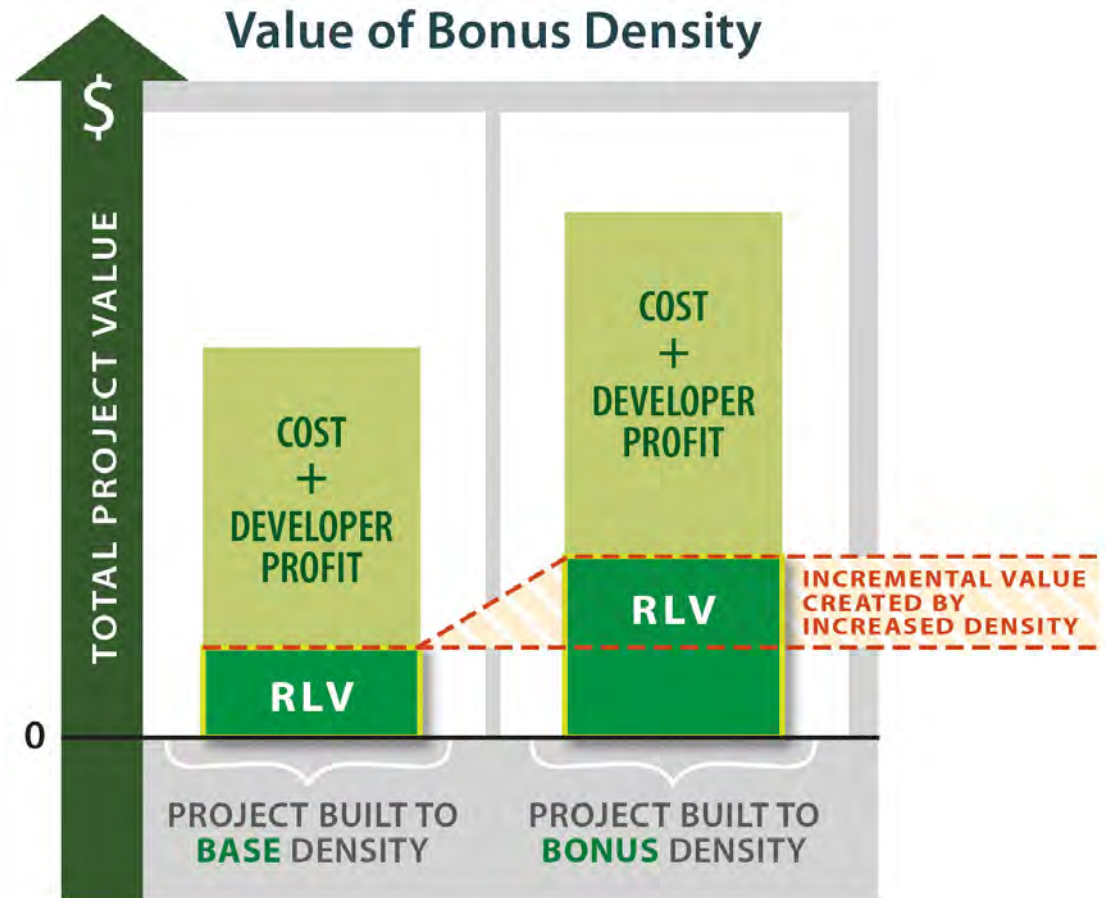 Value of Bonus Density
$
TOTAL PROJECT VALUE
COST
+
DEVELOPER
PROFIT
RLV
COST
+
DEVELOPER
PROFIT
RLV
INCREMENTAL VALUE
CREATED BY
INCREASED DENSITY
0
PROJECT BUILT TO
BASE DENSITY
PROJECT BUILT TO
BONUS DENSITY